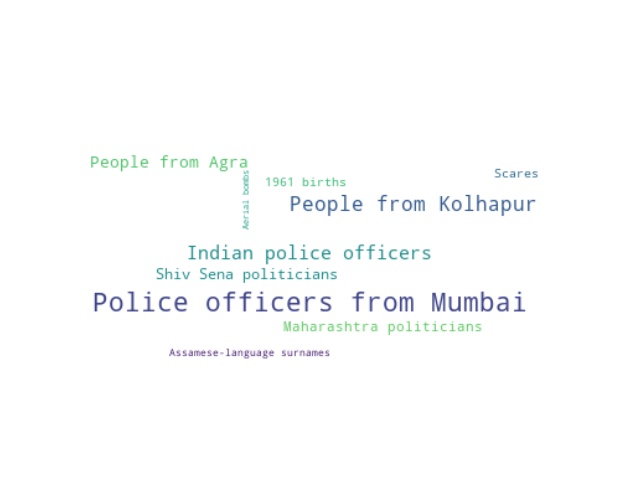 People from Agra
Aerial bombs
1961 births
Scares
People from Kolhapur
Indian police officers
Shiv Sena politicians
Police officers from Mumbai
Maharashtra politicians
Assamese-language surnames